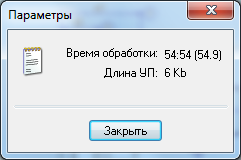 Параметры
Время обработки: 54:54 (54.9)
Длина УП: 6 Kb
Закрыть